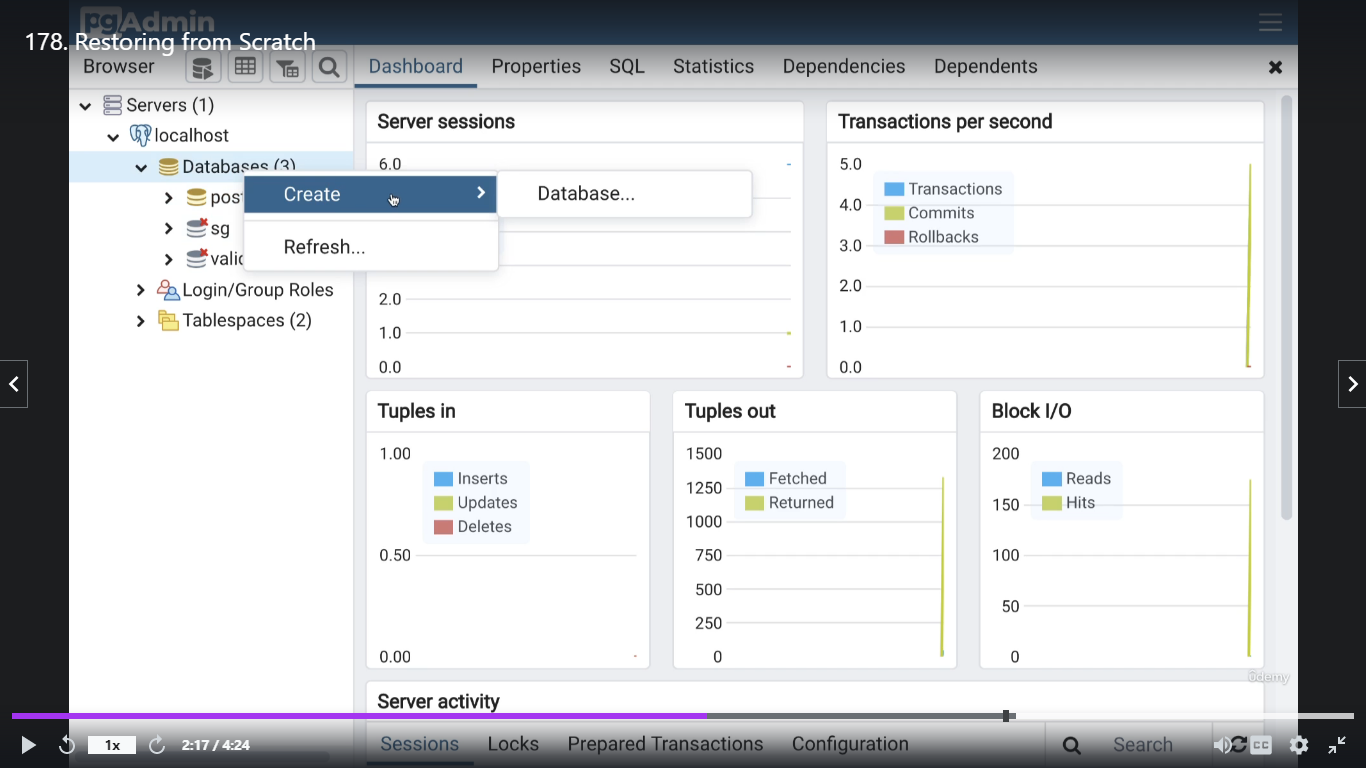 pgAdmin
178. Restoring from Scratch
Browser
Dashboard Properties SQL Statistics Dependencies Dependents
Servers (1)
localhost
Databases (3)
sg
Login/Group Roles
Tablespaces (2)
Create
Database...
Refresh...
Server sessions
6.0
2.0
1.0
0.0
Transactions per second
5.0
4.0
3.0
2.0
1.0
0.0
Transactions
Commits
Rollbacks
Tuples in
1.00
0.50
0.00
Inserts
Updates
Deletes
Tuples out
1500
1250
1000
750
500
250
0
Fetched
Returned
Block I/O
200
150
100
50
0
Reads
Hits
ûdemy
Server activity
Sessions Locks Prepared Transactions Configuration
Search
1x
2:17 / 4:24
CC